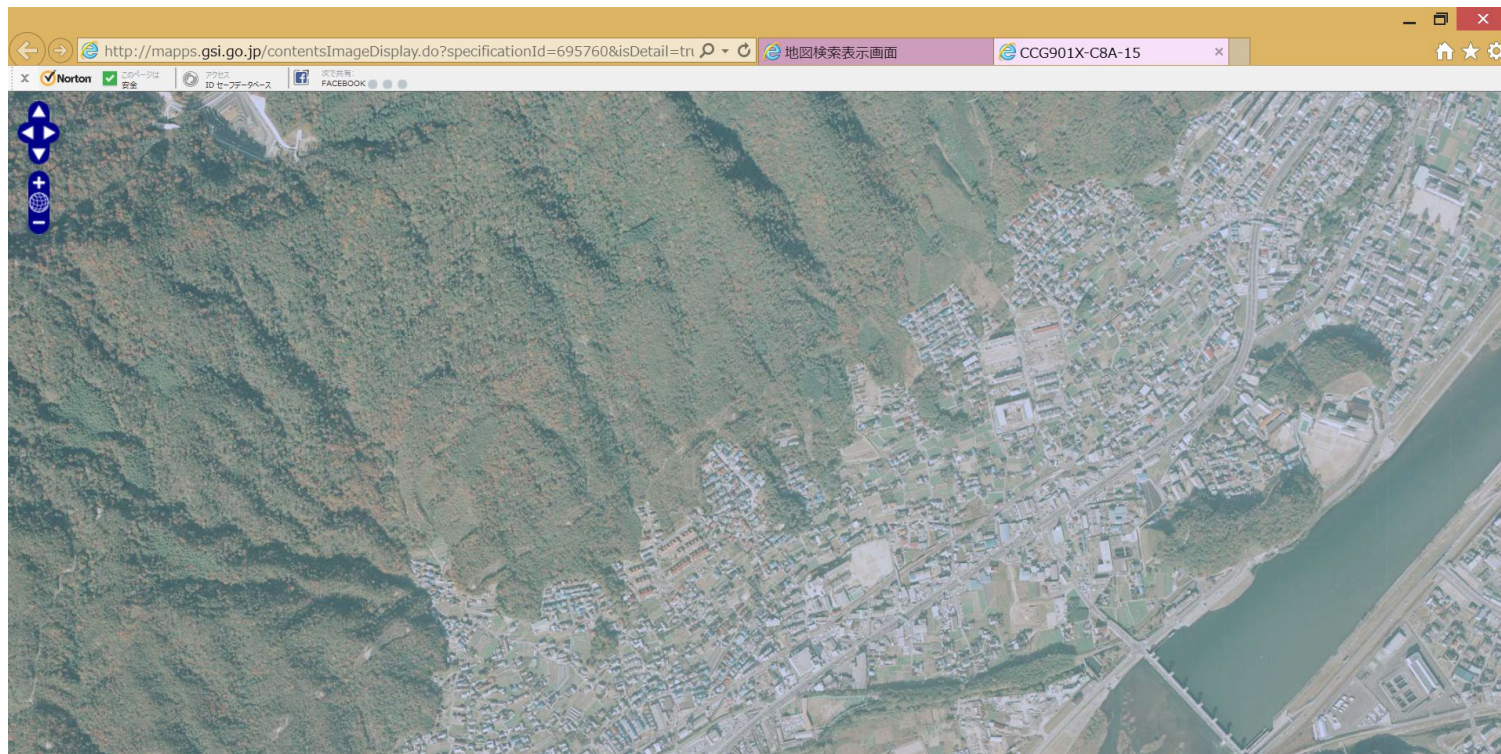 http://mapps.gsi.go.jp/contentsImageDisplay.do?specificationId=695760&isDetail=tru
地図検索表示画面
CCG901X-C8A-15
×
x Norton
このページは
安全
アクセス
ID セーフデータベース
次で共有:
FACEBOOK